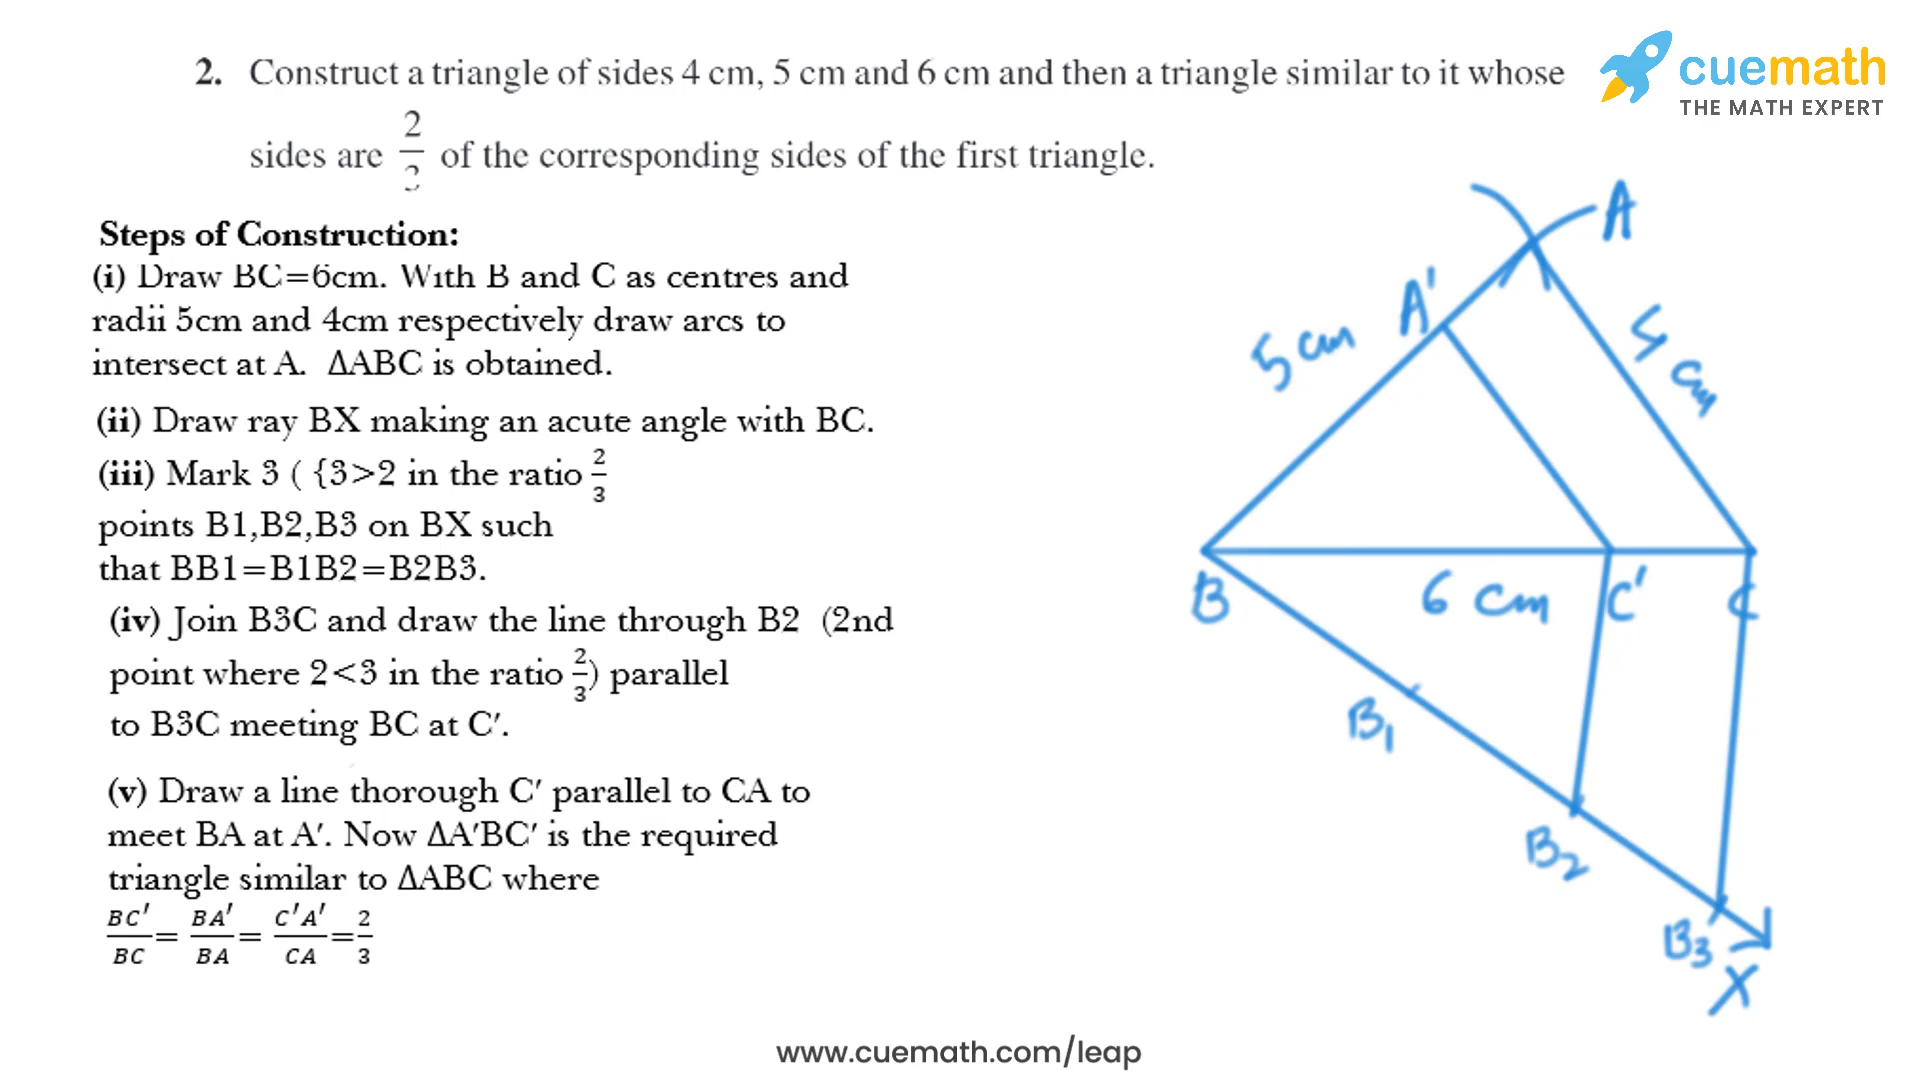 2. Construct a triangle of sides 4 cm, 5 cm and 6 cm and then a triangle similar to it whose
sides are 2/3 of the corresponding sides of the first triangle.
cuemath
THE MATH EXPERT
Steps of Construction:
(i) Draw BC=6cm. With B and C as centres and
radii 5cm and 4cm respectively draw arcs to
intersect at A. ΔABC is obtained.
(ii) Draw ray BX making an acute angle with BC.
(iii) Mark 3 ( {3>2 in the ratio 2/3
points B1,B2,B3 on BX such
that BB1=B1B2=B2B3.
(iv) Join B3C and draw the line through B2 (2nd
point where 2<3 in the ratio 2/3) parallel
to B3C meeting BC at C′.
(v) Draw a line thorough C′ parallel to CA to
meet BA at A′. Now ΔA′BC′ is the required
triangle similar to ΔABC where
BC′/BC = BA′/BA = C′A′/CA = 2/3
A
A'
5 cm
4 cm
B
6 cm
C'
C
B1
B2
B3
X
www.cuemath.com/leap